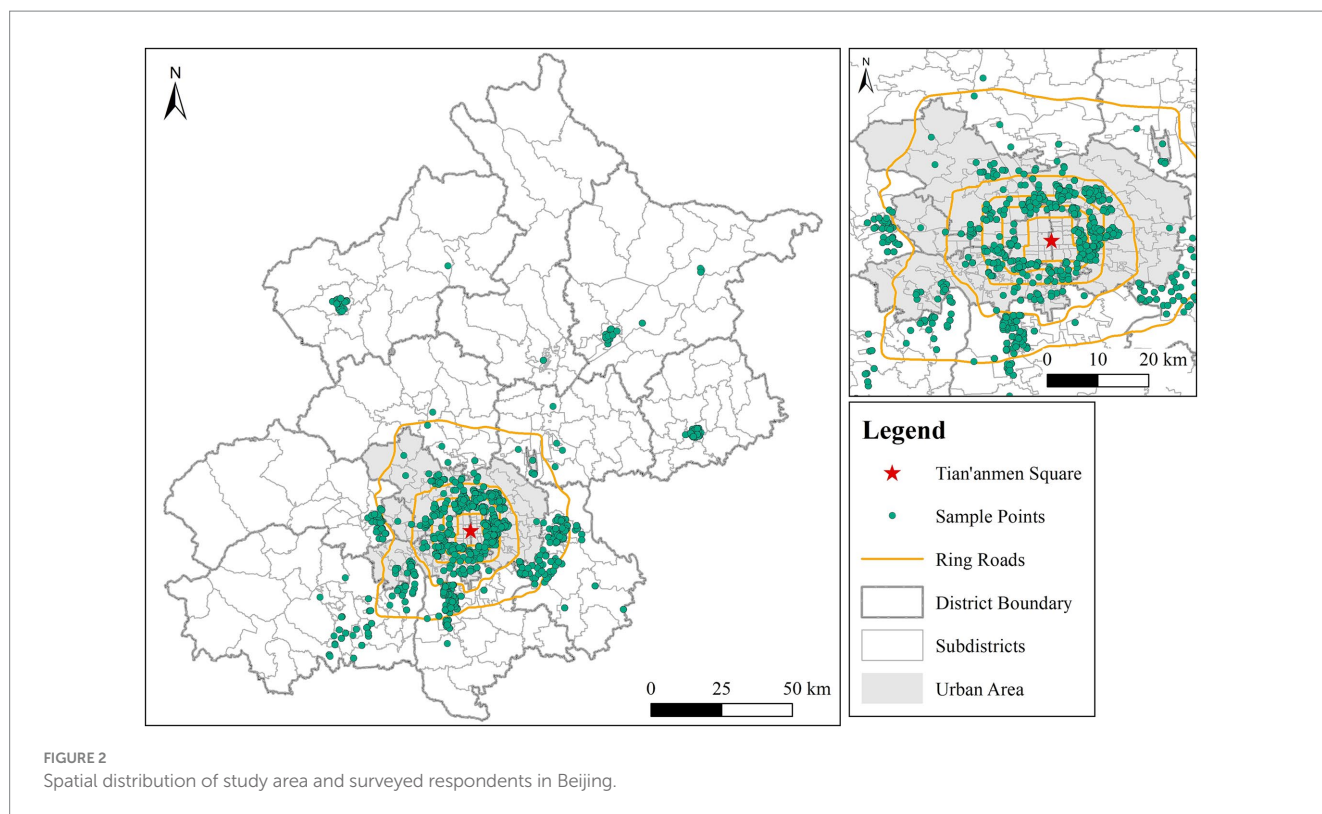 N
0 25 50 km
N
0 10 20 km
Legend
Tian'anmen Square
Sample Points
Ring Roads
District Boundary
Subdistricts
Urban Area
FIGURE 2
Spatial distribution of study area and surveyed respondents in Beijing.